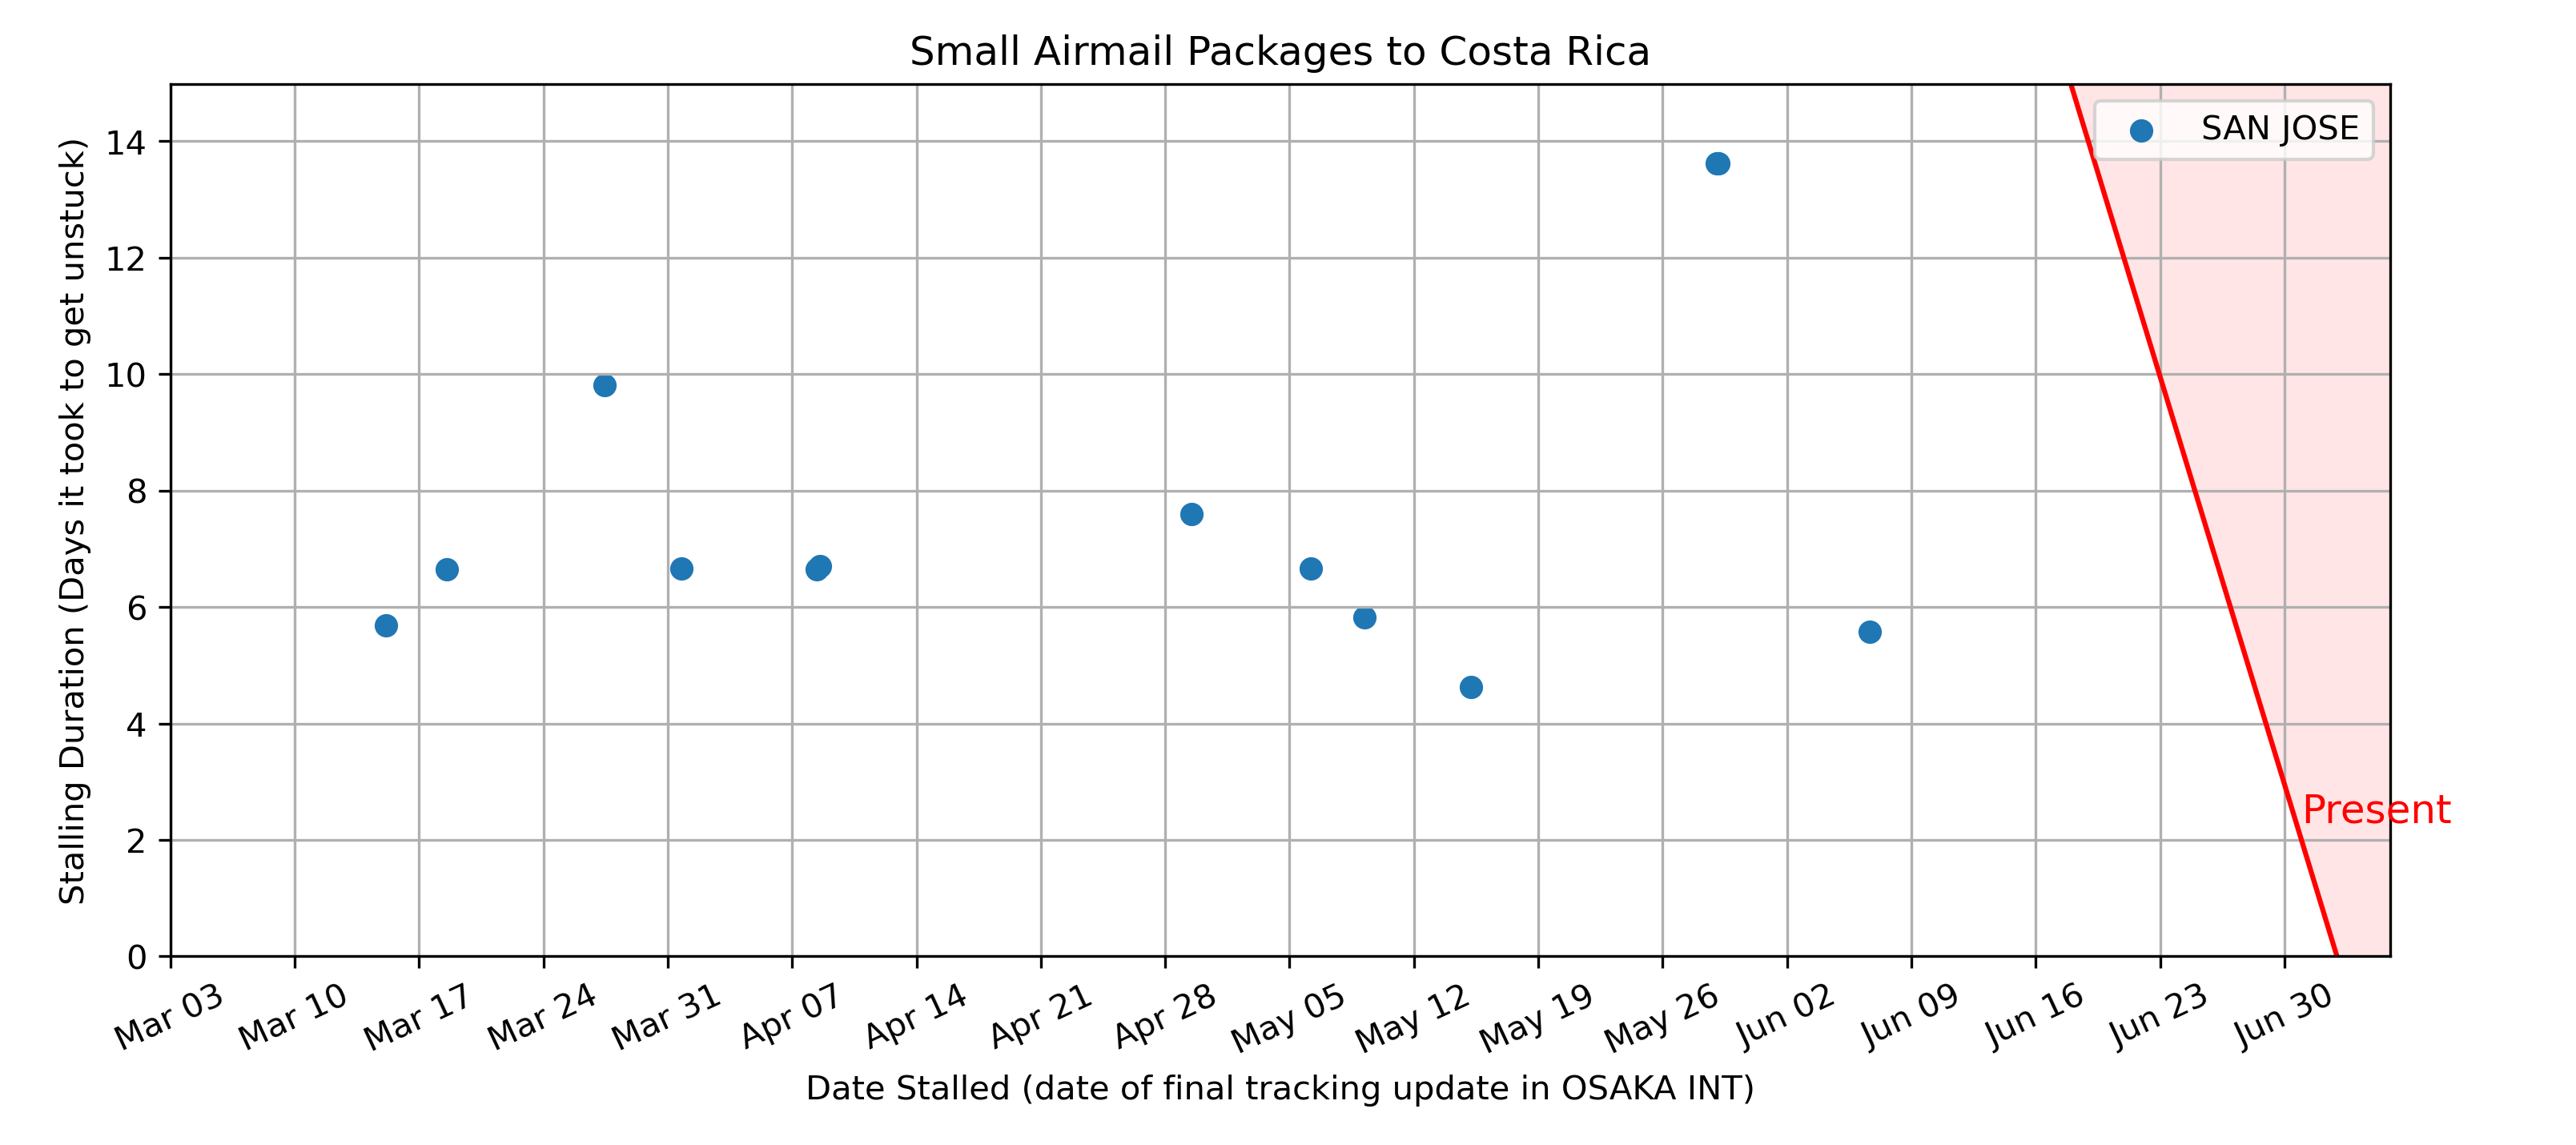 Small Airmail Packages to Costa Rica
SAN JOSE
Stalling Duration (Days it took to get unstuck)
14
12
10
8
6
4
2
0
Present
Mar 03
Mar 10
Mar 17
Mar 24
Mar 31
Apr 07
Apr 14
Apr 21
Apr 28
May 05
May 12
May 19
May 26
Jun 02
Jun 09
Jun 16
Jun 23
Jun 30
Date Stalled (date of final tracking update in OSAKA INT)